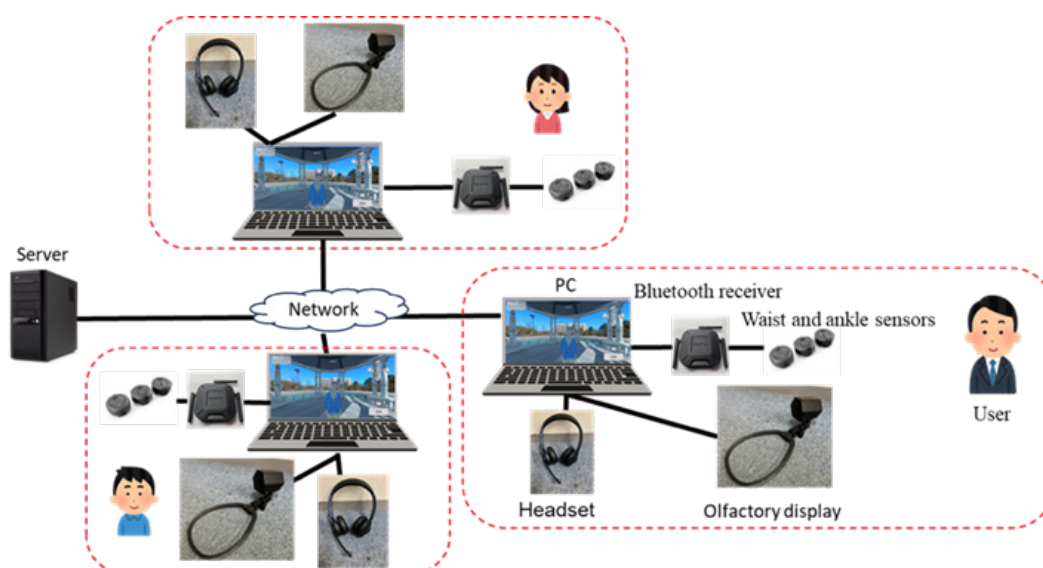 Server
Network
PC
Bluetooth receiver
Waist and ankle sensors
User
Headset
Olfactory display